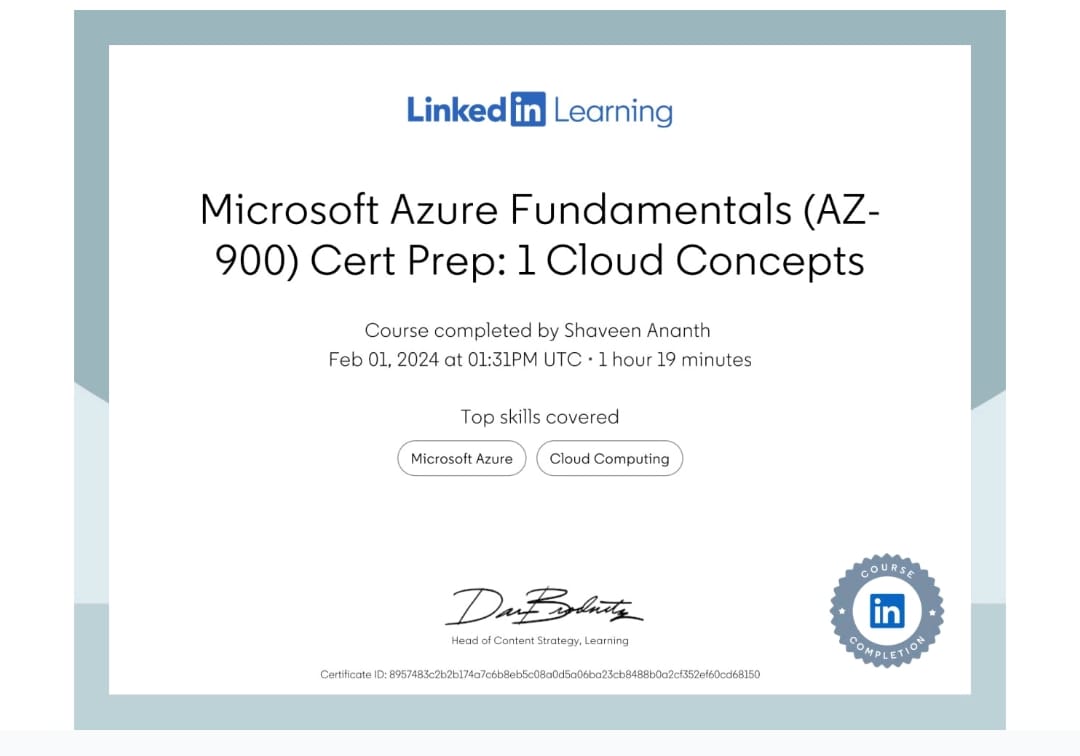 Linked in Learning
Microsoft Azure Fundamentals (AZ-
900) Cert Prep: 1 Cloud Concepts
Course completed by Shaveen Ananth
Feb 01, 2024 at 01:31PM UTC • 1 hour 19 minutes
Top skills covered
Microsoft Azure
Cloud Computing
Head of Content Strategy, Learning
COURSE
in
COMPLETION
Certificate ID: 8957483c2b2b174a7c6b8eb5c08a0d5a06ba23cb8488b0a2cf352ef60cd68150